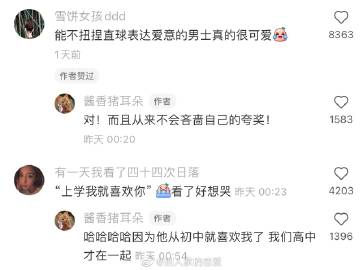 雪饼女孩ddd
能不扭捏直球表达爱意的男士真的很可爱
8363
1天前
作者赞过
酱香猪耳朵 作者
对！而且从来不会吝啬自己的夸奖！
1583
昨天 00:20
有一天我看了四十四次日落
“上学我就喜欢你” 看了好想哭 昨天 00:23
4203
酱香猪耳朵 作者
哈哈哈哈因为他从初中就喜欢我了 我们高中
1396
才在一起 昨天 00:54